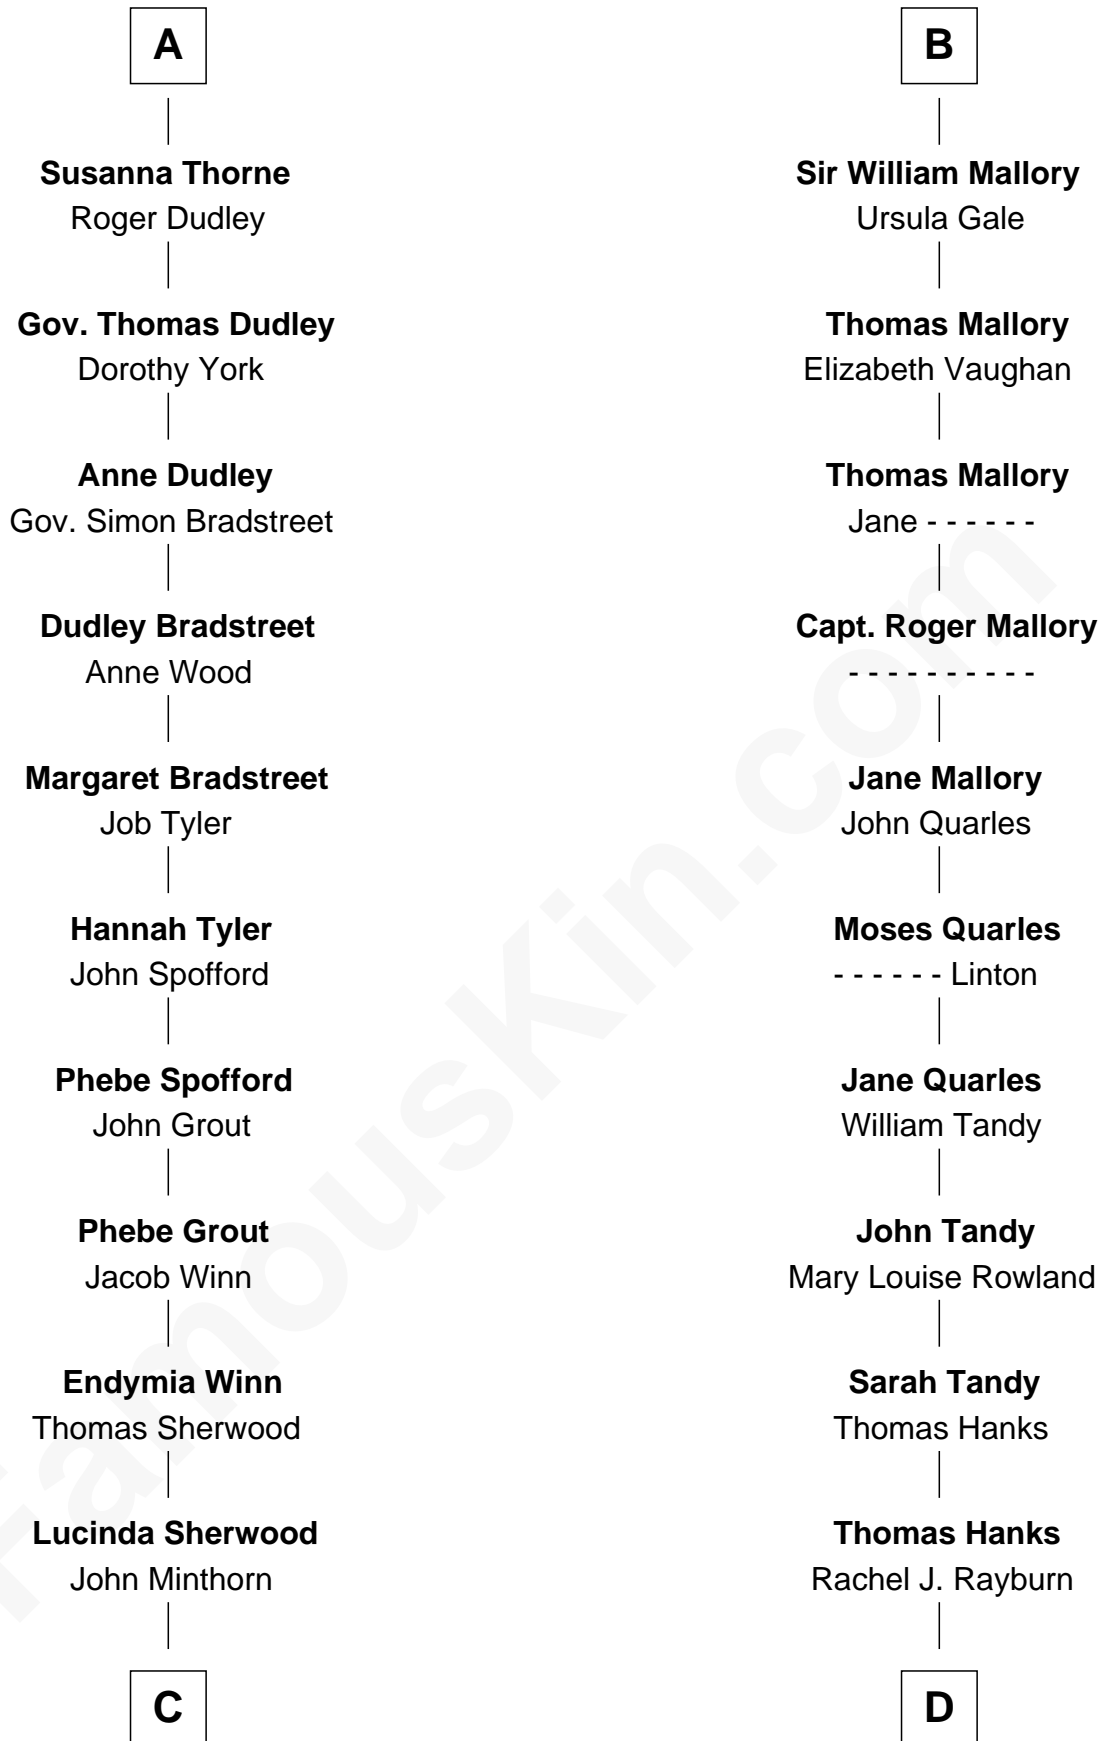 A
Susanna Thorne
Roger Dudley
Gov. Thomas Dudley
Dorothy York
Anne Dudley
Gov. Simon Bradstreet
Dudley Bradstreet
Anne Wood
Margaret Bradstreet
Job Tyler
Hannah Tyler
John Spofford
Phebe Spofford
John Grout
Phebe Grout
Jacob Winn
Endymia Winn
Thomas Sherwood
Lucinda Sherwood
John Minthorn
C
B
Sir William Mallory
Ursula Gale
Thomas Mallory
Elizabeth Vaughan
Thomas Mallory
Jane - - - - - -
Capt. Roger Mallory
- - - - - - - - - -
Jane Mallory
John Quarles
Moses Quarles
- - - - - - Linton
Jane Quarles
William Tandy
John Tandy
Mary Louise Rowland
Sarah Tandy
Thomas Hanks
Thomas Hanks
Rachel J. Rayburn
D
FamousKin.com